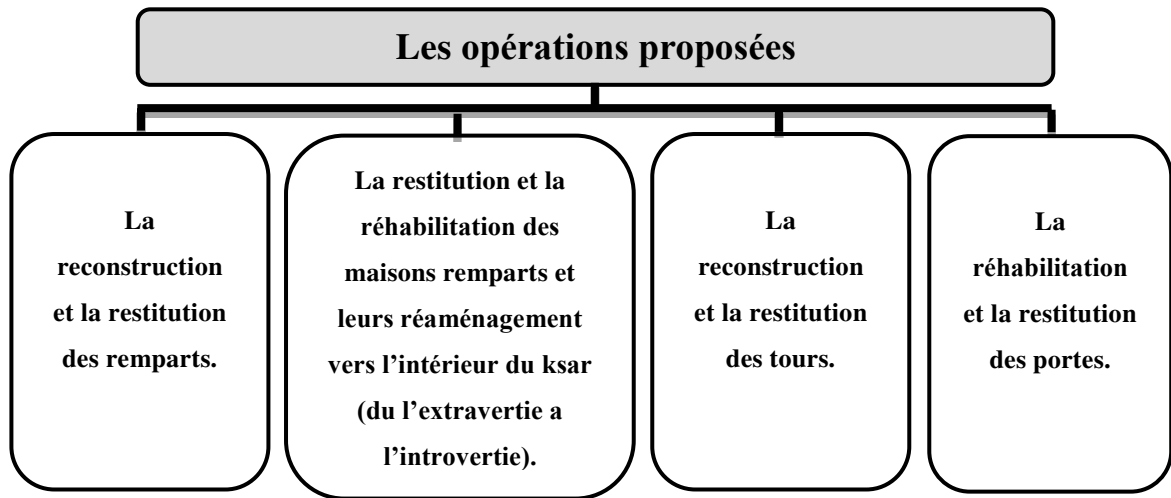 Les opérations proposées
La
reconstruction
et la restitution
des remparts.
La restitution et la
réhabilitation des
maisons remparts et
leurs réaménagement
vers l’intérieur du ksar
(du l’extravertie a
l’introvertie).
La
reconstruction
et la restitution
des tours.
La
réhabilitation
et la restitution
des portes.